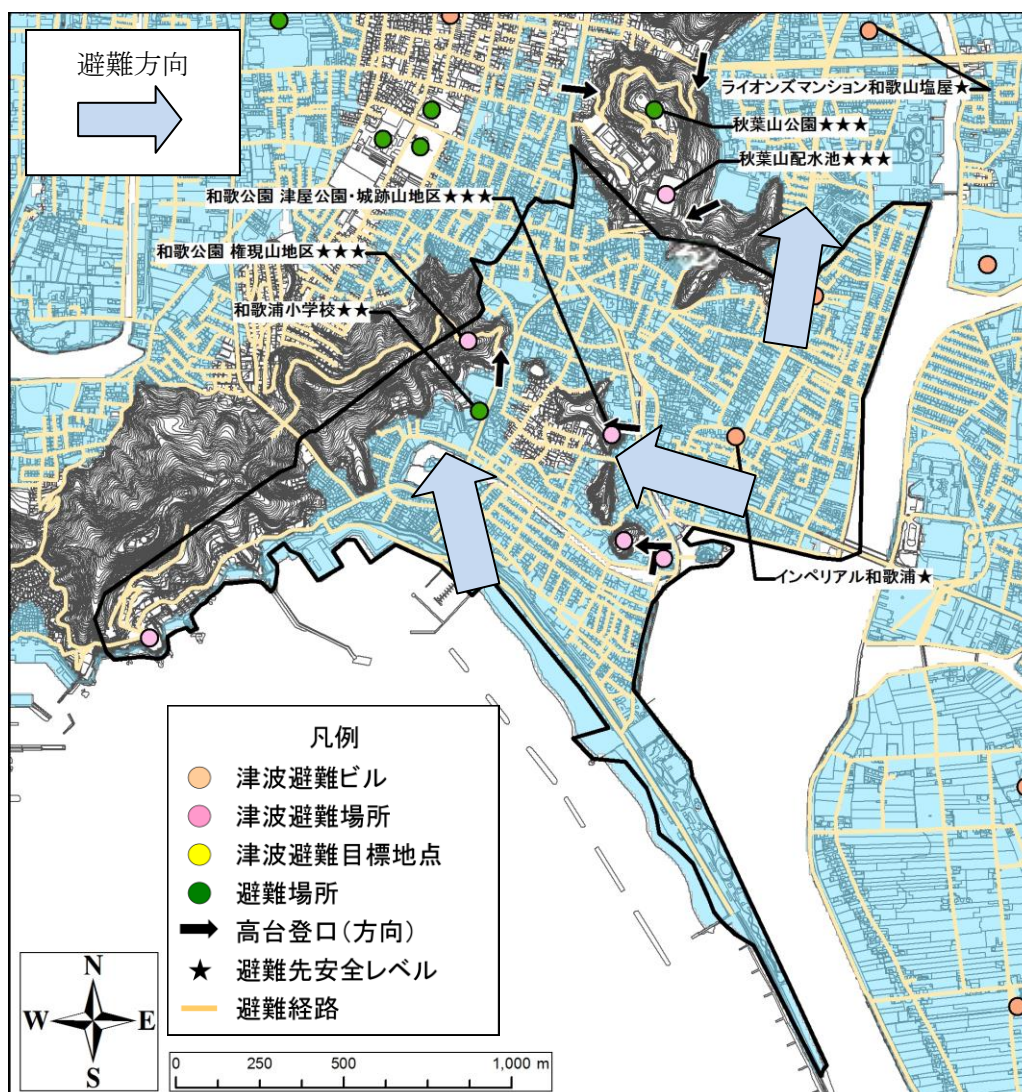 避難方向
ライオンズマンション和歌山塩屋★
秋葉山公園★★★
秋葉山配水池★★★
和歌公園 津屋公園・城跡山地区★★★
和歌公園 権現山地区★★★
和歌浦小学校★★
インペリアル和歌浦★
凡例
津波避難ビル
津波避難場所
津波避難目標地点
避難場所
高台登口(方向)
★ 避難先安全レベル
避難経路
N
W E
S
0 250 500 1,000 m